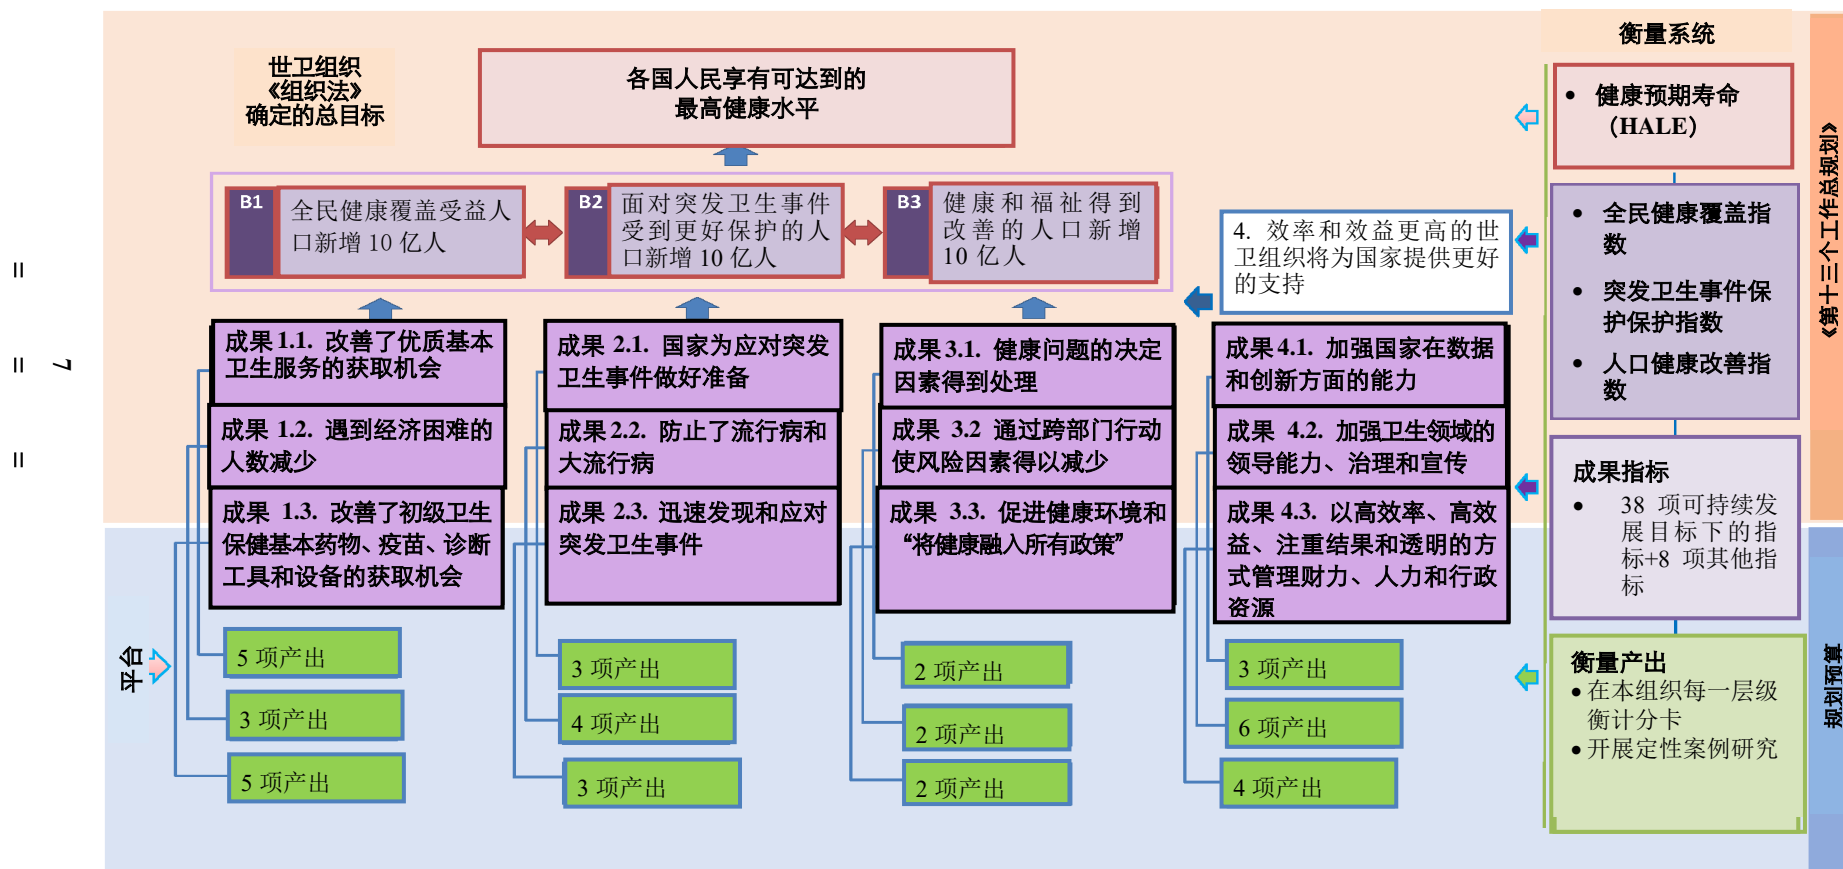 世卫组织
《组织法》
确定的总目标
各国人民享有可达到的
最高健康水平
衡量系统
• 健康预期寿命
（HALE）
B1
全民健康覆盖受益人
口新增 10 亿人
B2
面对突发卫生事件
受到更好保护的人
口新增 10 亿人
B3
健康和福祉得到
改善的人口新增
10 亿人
4. 效率和效益更高的世
卫组织将为国家提供更好
的支持
• 全民健康覆盖指
数
• 突发卫生事件保
护保护指数
• 人口健康改善指
数
《第十三个工作总规划》
成果 1.1. 改善了优质基本
卫生服务的获取机会
成果 1.2. 遇到经济困难的
人数减少
成果 1.3. 改善了初级卫生
保健基本药物、疫苗、诊断
工具和设备的获取机会
成果 2.1. 国家为应对突发
卫生事件做好准备
成果 2.2. 防止了流行病和
大流行病
成果 2.3. 迅速发现和应对
突发卫生事件
成果 3.1. 健康问题的决定
因素得到处理
成果 3.2 通过跨部门行动
使风险因素得以减少
成果 3.3. 促进健康环境和
“将健康融入所有政策”
成果 4.1. 加强国家在数据
和创新方面的能力
成果 4.2. 加强卫生领域的
领导能力、治理和宣传
成果 4.3. 以高效率、高效
益、注重结果和透明的方
式管理财力、人力和行政
资源
成果指标
• 38 项可持续发
展目标下的指
标+8 项其他指
标
平台
5 项产出
3 项产出
5 项产出
3 项产出
4 项产出
3 项产出
2 项产出
2 项产出
2 项产出
3 项产出
6 项产出
4 项产出
衡量产出
• 在本组织每一层级
衡计分卡
• 开展定性案例研究
规划预算
=
= 7
=